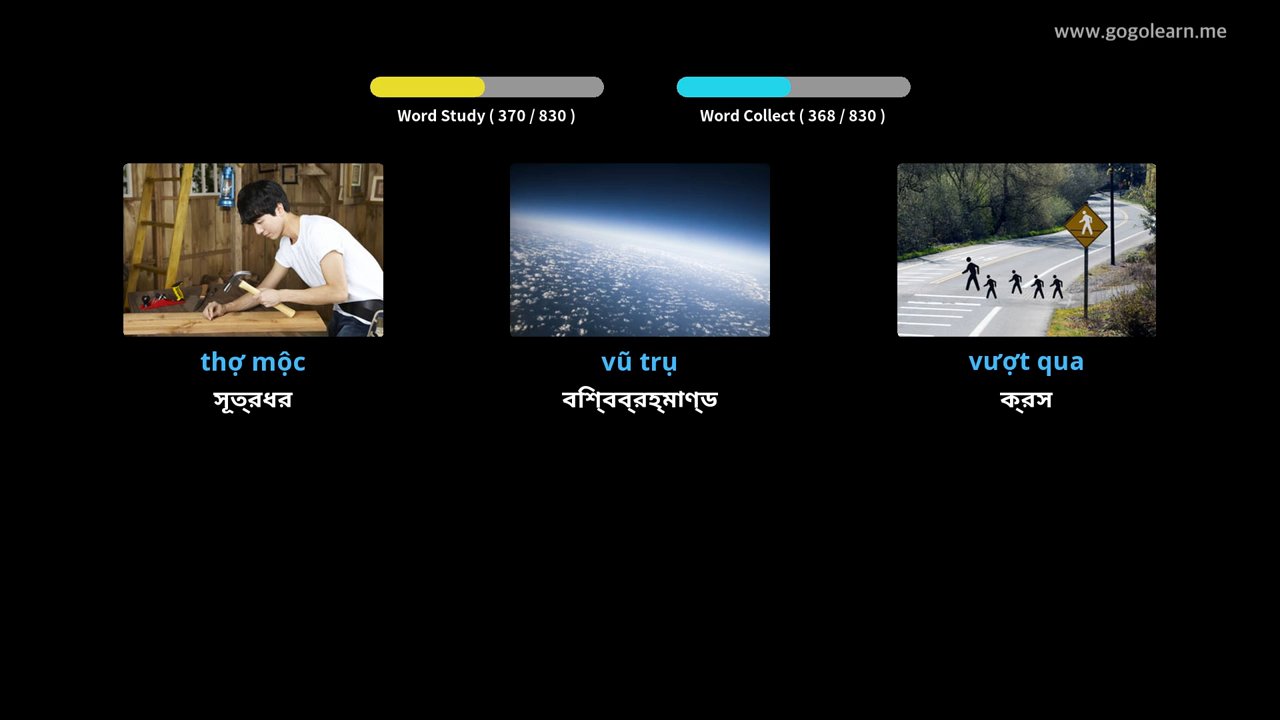 www.gogolearn.me
Word Study ( 370 / 830 )
Word Collect ( 368 / 830 )
thợ mộc
vũ trụ
vượt qua
সূত্রধর
বিশ্বব্রহ্মাণ্ড
ক্রস